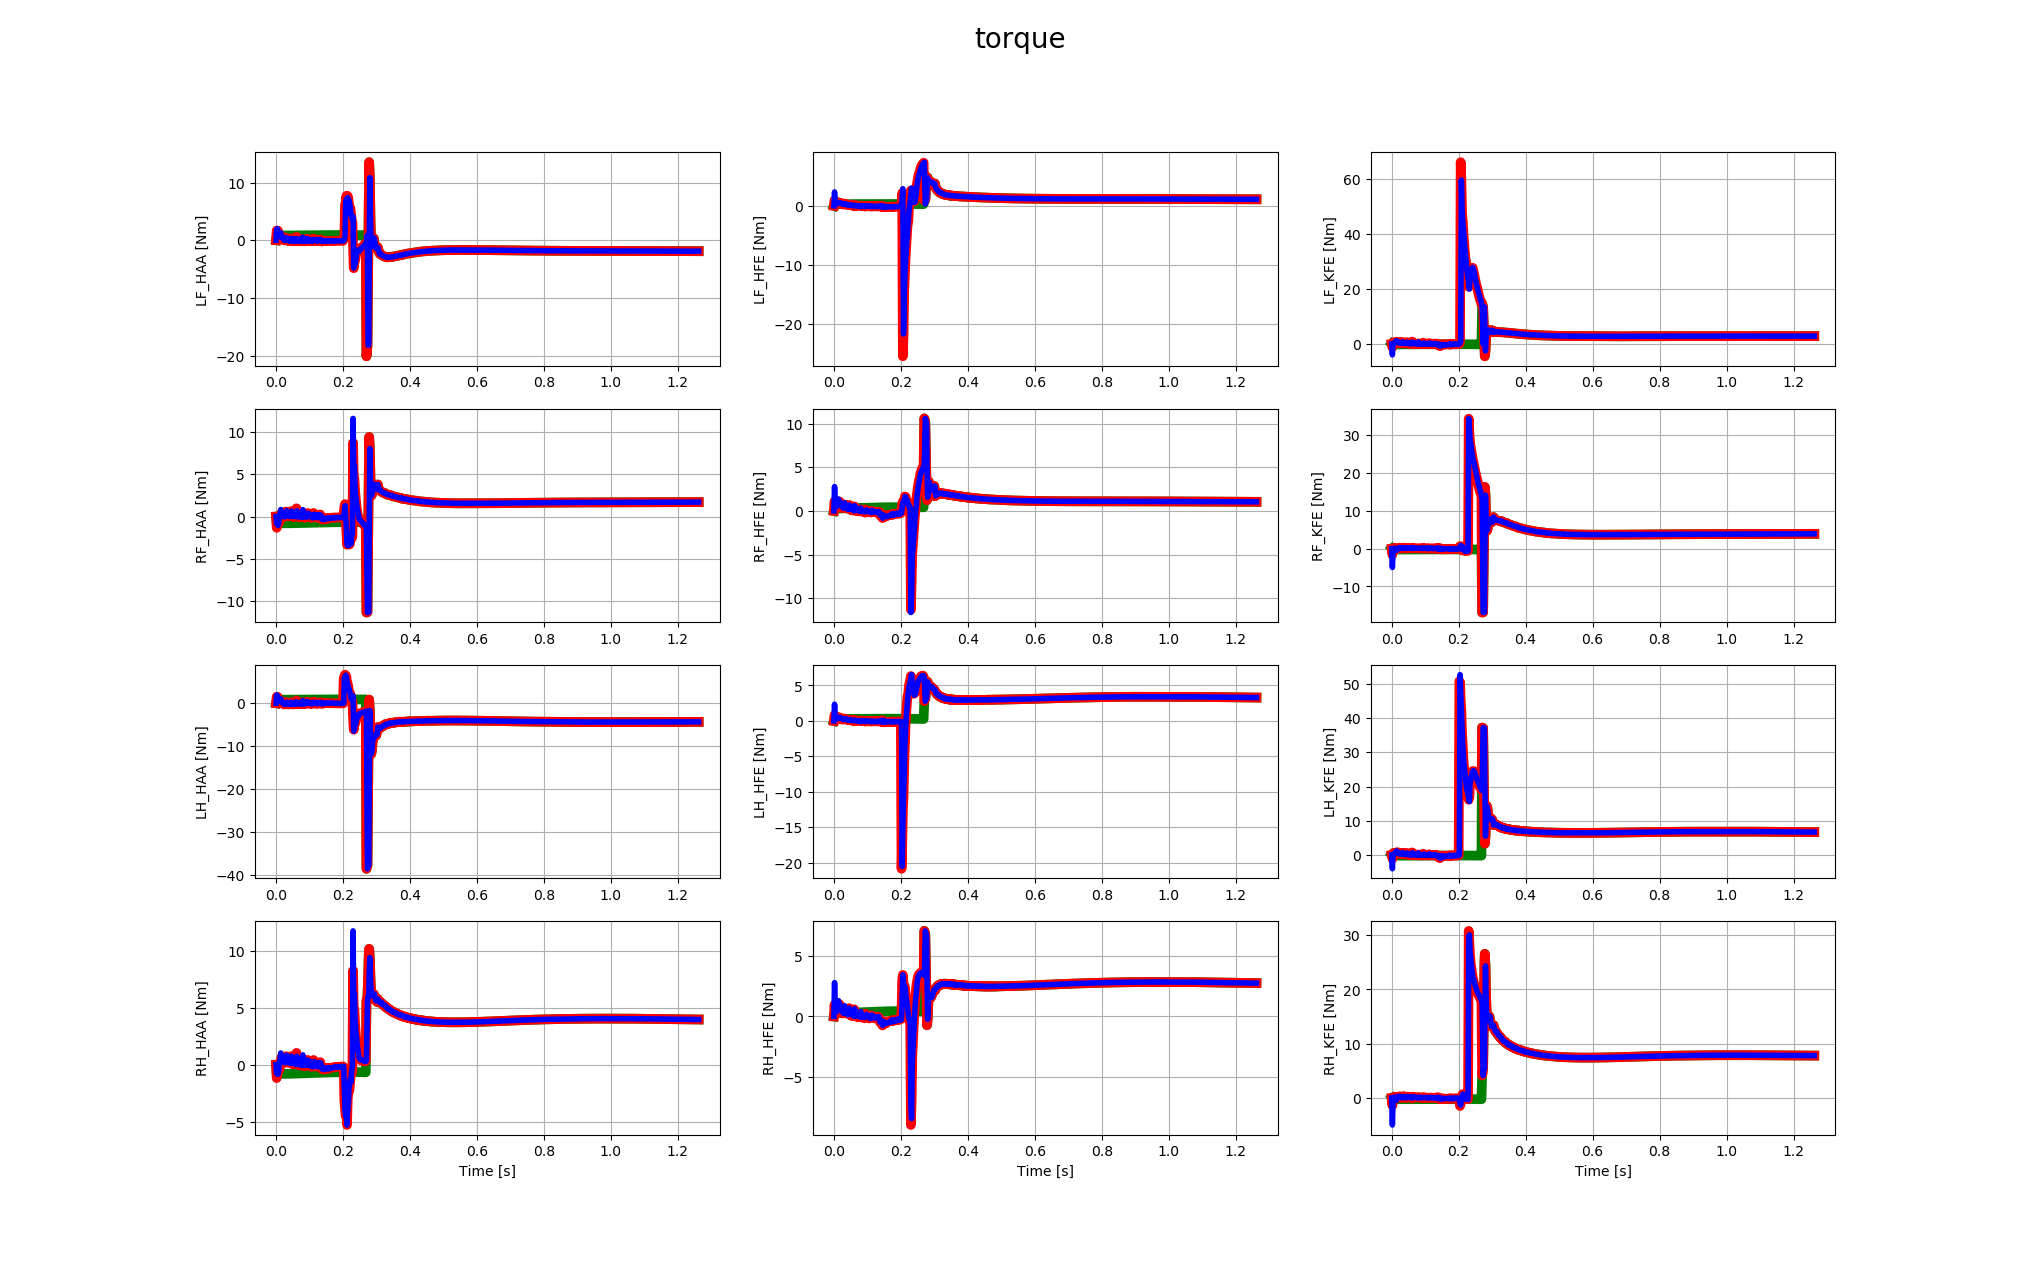 torque
LF_HAA [Nm]
10
0
−10
−20
0.0 0.2 0.4 0.6 0.8 1.0 1.2
LF_HFE [Nm]
0
−10
−20
0.0 0.2 0.4 0.6 0.8 1.0 1.2
LF_KFE [Nm]
60
40
20
0
0.0 0.2 0.4 0.6 0.8 1.0 1.2
RF_HAA [Nm]
10
5
0
−5
−10
0.0 0.2 0.4 0.6 0.8 1.0 1.2
RF_HFE [Nm]
10
5
0
−5
−10
0.0 0.2 0.4 0.6 0.8 1.0 1.2
RF_KFE [Nm]
30
20
10
0
−10
0.0 0.2 0.4 0.6 0.8 1.0 1.2
LH_HAA [Nm]
0
−10
−20
−30
−40
0.0 0.2 0.4 0.6 0.8 1.0 1.2
LH_HFE [Nm]
5
0
−5
−10
−15
−20
0.0 0.2 0.4 0.6 0.8 1.0 1.2
LH_KFE [Nm]
50
40
30
20
10
0
0.0 0.2 0.4 0.6 0.8 1.0 1.2
RH_HAA [Nm]
10
5
0
−5
0.0 0.2 0.4 0.6 0.8 1.0 1.2
Time [s]
RH_HFE [Nm]
5
0
−5
0.0 0.2 0.4 0.6 0.8 1.0 1.2
Time [s]
RH_KFE [Nm]
30
20
10
0
0.0 0.2 0.4 0.6 0.8 1.0 1.2
Time [s]